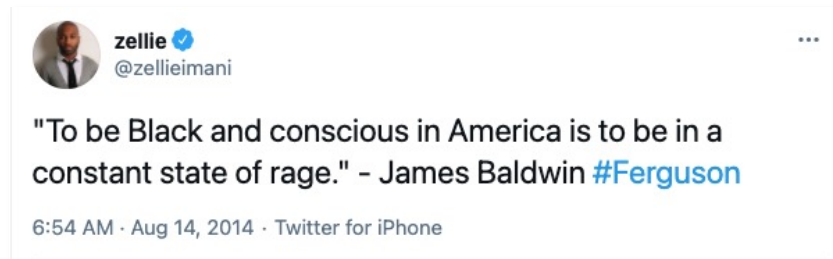 zellie
@zellieimani
"To be Black and conscious in America is to be in a
constant state of rage." - James Baldwin #Ferguson
6:54 AM · Aug 14, 2014 · Twitter for iPhone